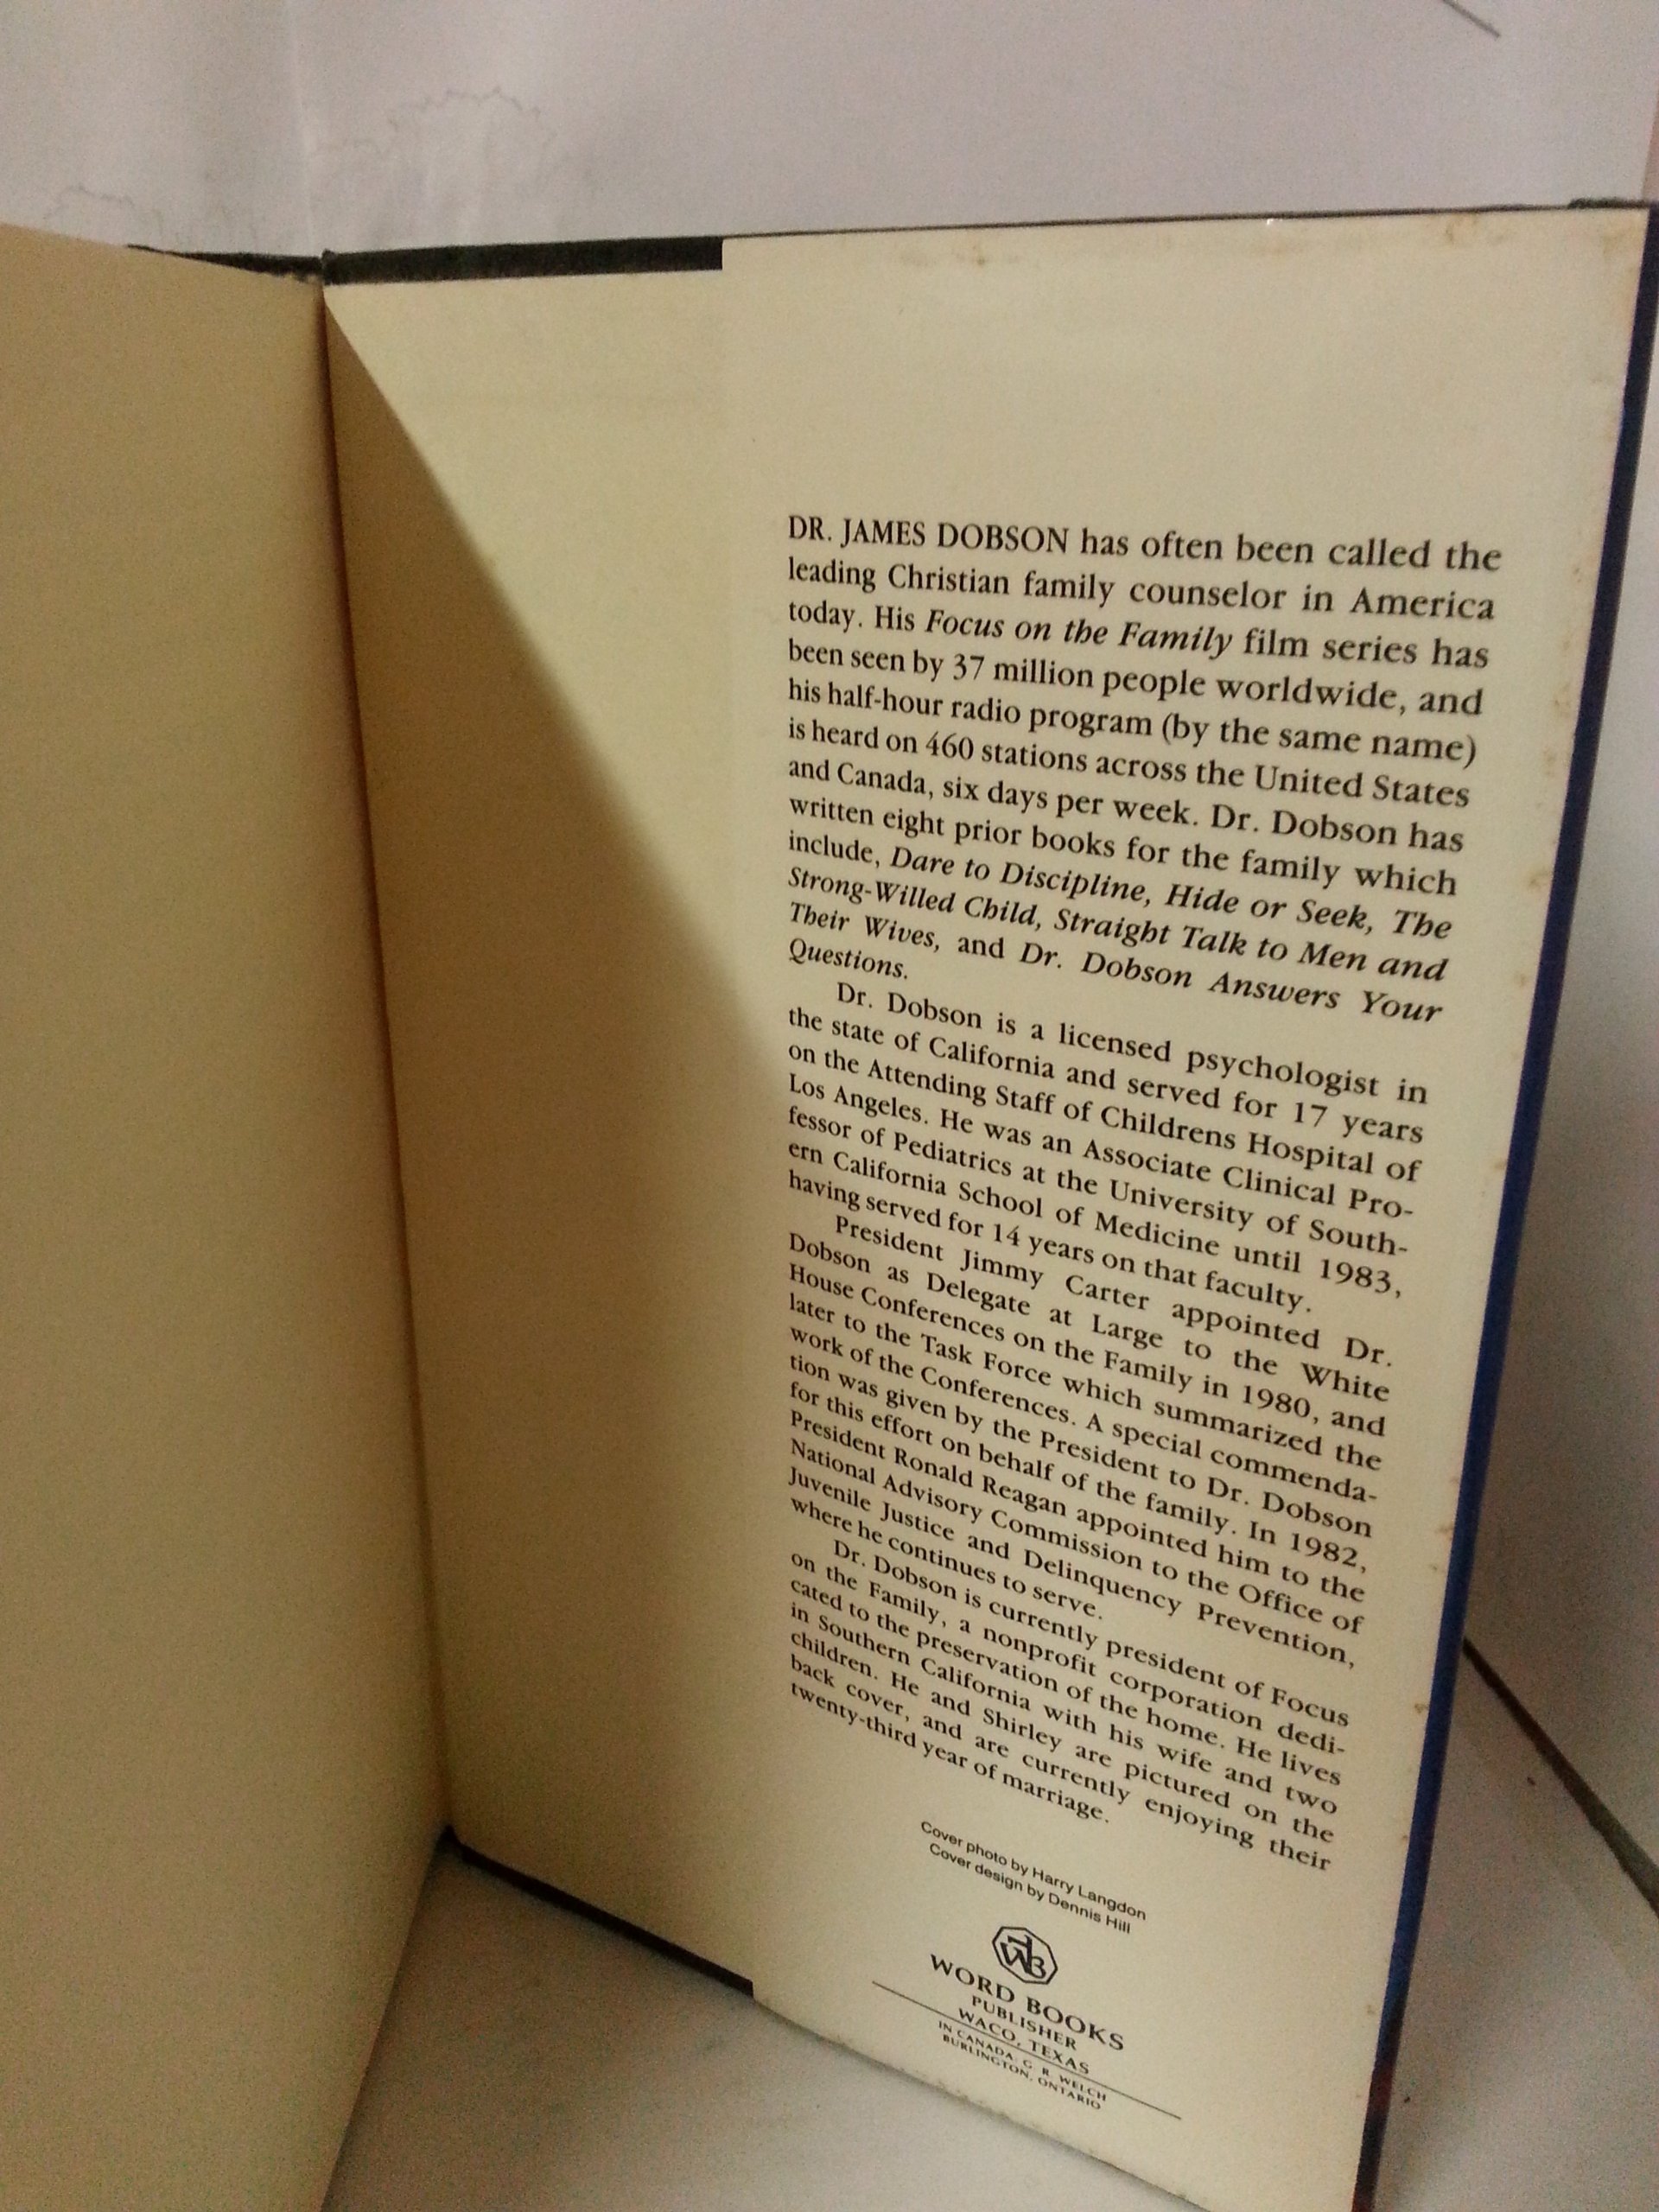 DR. JAMES DOBSON has often been called the
leading Christian family counselor in America
today. His Focus on the Family film series has
been seen by 37 million people worldwide, and
his half-hour radio program (by the same name)
is heard on 460 stations across the United States
and Canada, six days per week. Dr. Dobson has
written eight prior books for the family which
include, Dare to Discipline, Hide or Seek, The
Strong-Willed Child, Straight Talk to Men and
Their Wives, and Dr. Dobson Answers Your
Questions.
Dr. Dobson is a licensed psychologist in
the state of California and served for 17 years
on the Attending Staff of Childrens Hospital of
Los Angeles. He was an Associate Clinical Pro-
fessor of Pediatrics at the University of South-
ern California School of Medicine until 1983,
having served for 14 years on that faculty.
President Jimmy Carter appointed Dr.
Dobson as Delegate at Large to the White
House Conferences on the Family in 1980, and
later to the Task Force which summarized the
work of the Conferences. A special commenda-
tion was given by the President to Dr. Dobson
for this effort on behalf of the family. In 1982,
President Ronald Reagan appointed him to the
National Advisory Commission to the Office of
Juvenile Justice and Delinquency Prevention,
where he continues to serve.
Dr. Dobson is currently president of Focus
on the Family, a nonprofit corporation dedi-
cated to the preservation of the home. He lives
in Southern California with his wife and two
children. He and Shirley are pictured on the
back cover, and are currently enjoying their
twenty-third year of marriage.
Cover photo by Harry Langdon
Cover design by Dennis Hill
WB
WORD BOOKS
PUBLISHER
WACO, TEXAS
IN CANADA: G. R. WELCH
BURLINGTON, ONTARIO